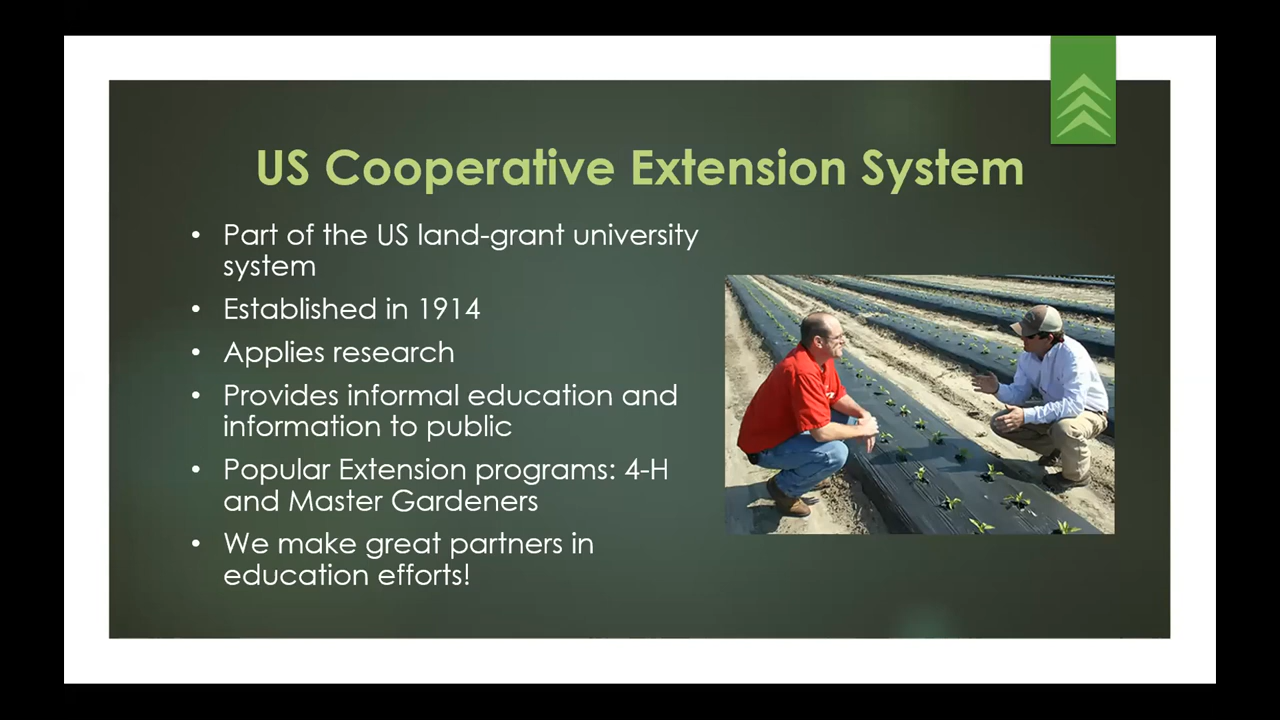 US Cooperative Extension System
• Part of the US land-grant university
system
• Established in 1914
• Applies research
• Provides informal education and
information to public
• Popular Extension programs: 4-H
and Master Gardeners
• We make great partners in
education efforts!